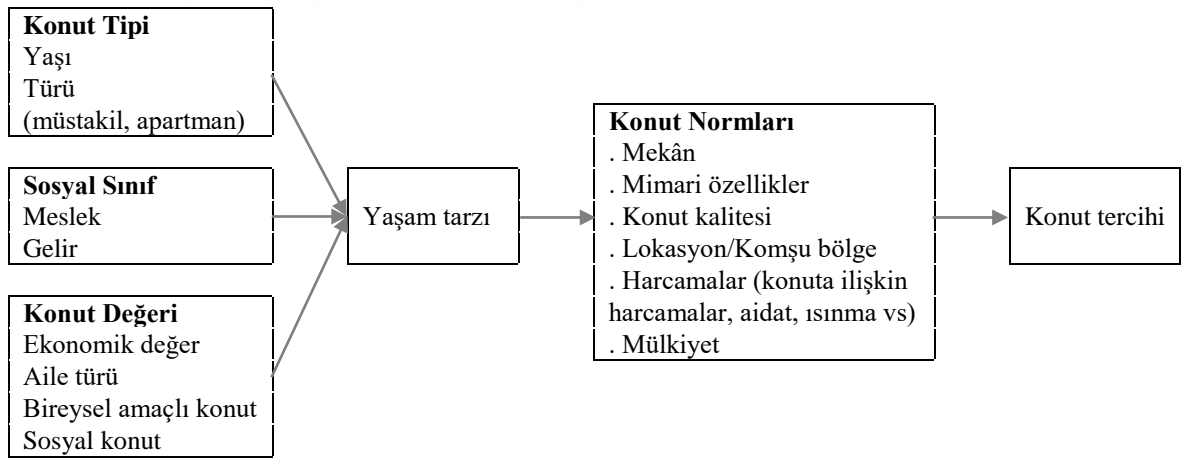 Konut Tipi
Yaşı
Türü
(müstakil, apartman)
Sosyal Sınıf
Meslek
Gelir
Konut Değeri
Ekonomik değer
Aile türü
Bireysel amaçlı konut
Sosyal konut
Yaşam tarzı
Konut Normları
. Mekân
. Mimari özellikler
. Konut kalitesi
. Lokasyon/Komşu bölge
. Harcamalar (konuta ilişkin
harcamalar, aidat, ısınma vs)
. Mülkiyet
Konut tercihi